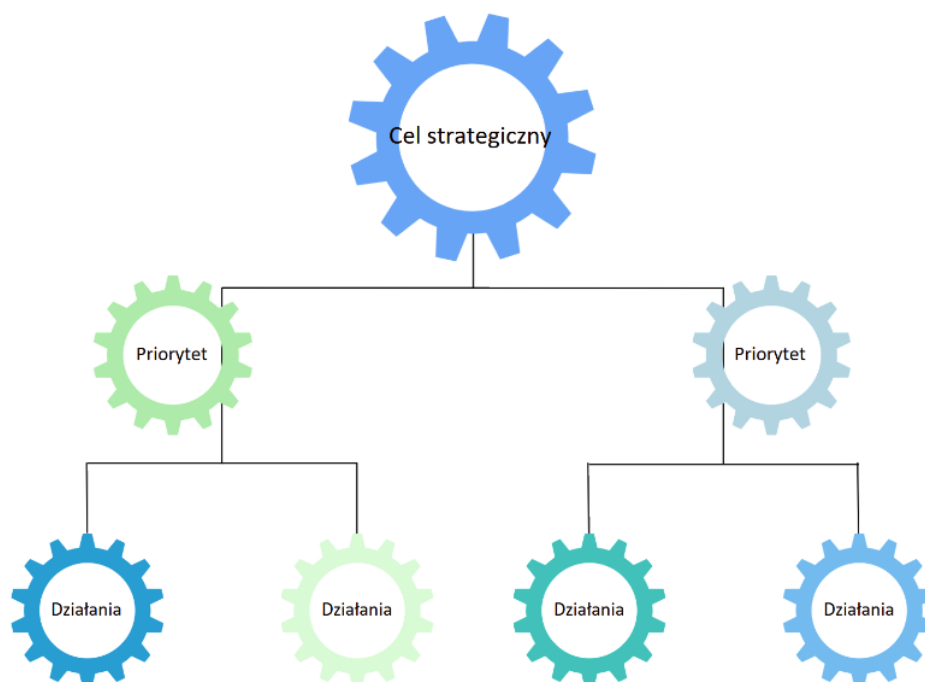 Cel strategiczny
Priorytet
Priorytet
Działania
Działania
Działania
Działania